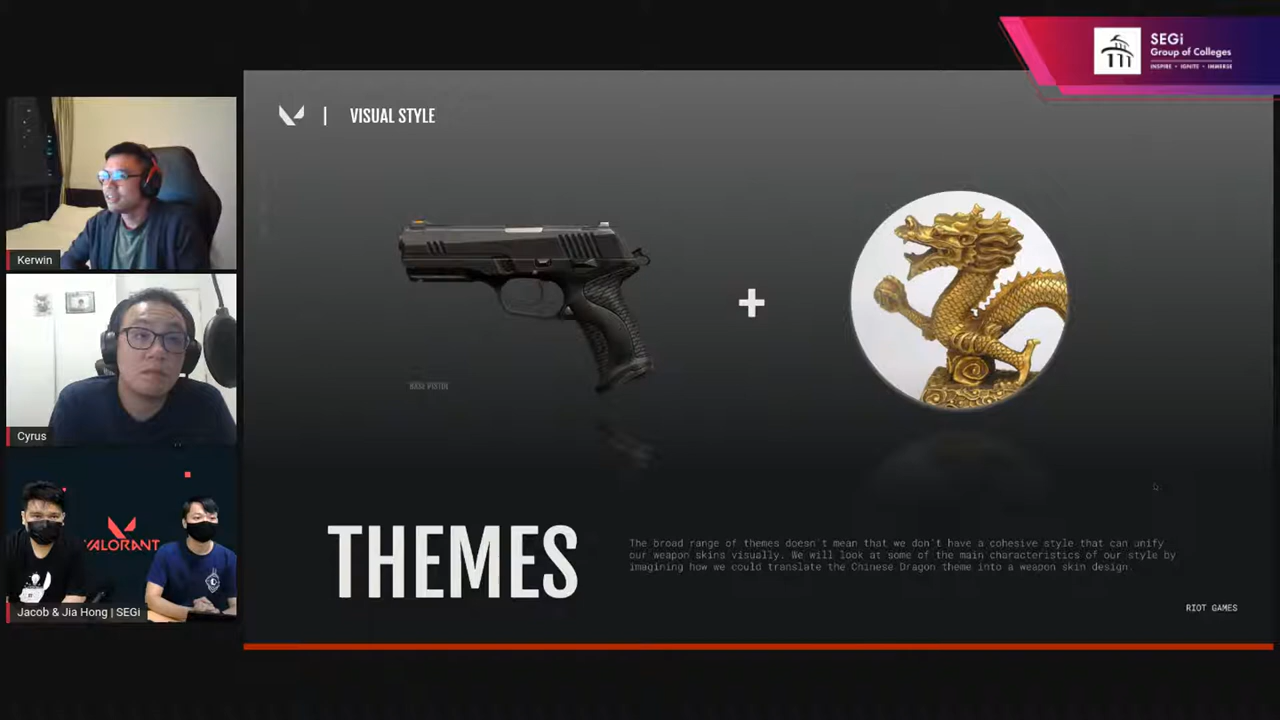 SEGi
Group of Colleges
INSPIRE • IGNITE • IMMERSE
VISUAL STYLE
Kerwin
BASE PISTOL
Cyrus
VALORANT
Jacob & Jia Hong | SEGi
THEMES
The broad range of themes doesn't mean that we don't have a cohesive style that can unify
our weapon skins visually. We will look at some of the main characteristics of our style by
imagining how we could translate the Chinese Dragon theme into a weapon skin design.
RIOT GAMES